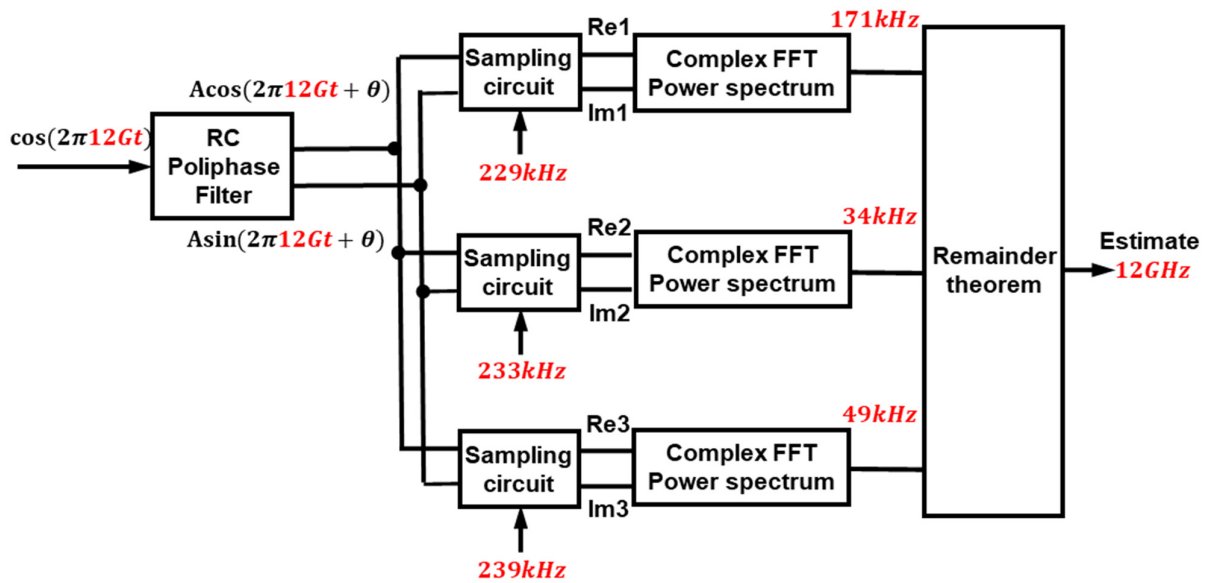 cos(2π12Gt)
RC
Poliphase
Filter
Acos(2π12Gt + θ)
Asin(2π12Gt + θ)
Sampling
circuit
229kHz
Re1
Im1
Complex FFT
Power spectrum
171kHz
Sampling
circuit
233kHz
Re2
Im2
Complex FFT
Power spectrum
34kHz
Sampling
circuit
239kHz
Re3
Im3
Complex FFT
Power spectrum
49kHz
Remainder
theorem
Estimate
12GHz